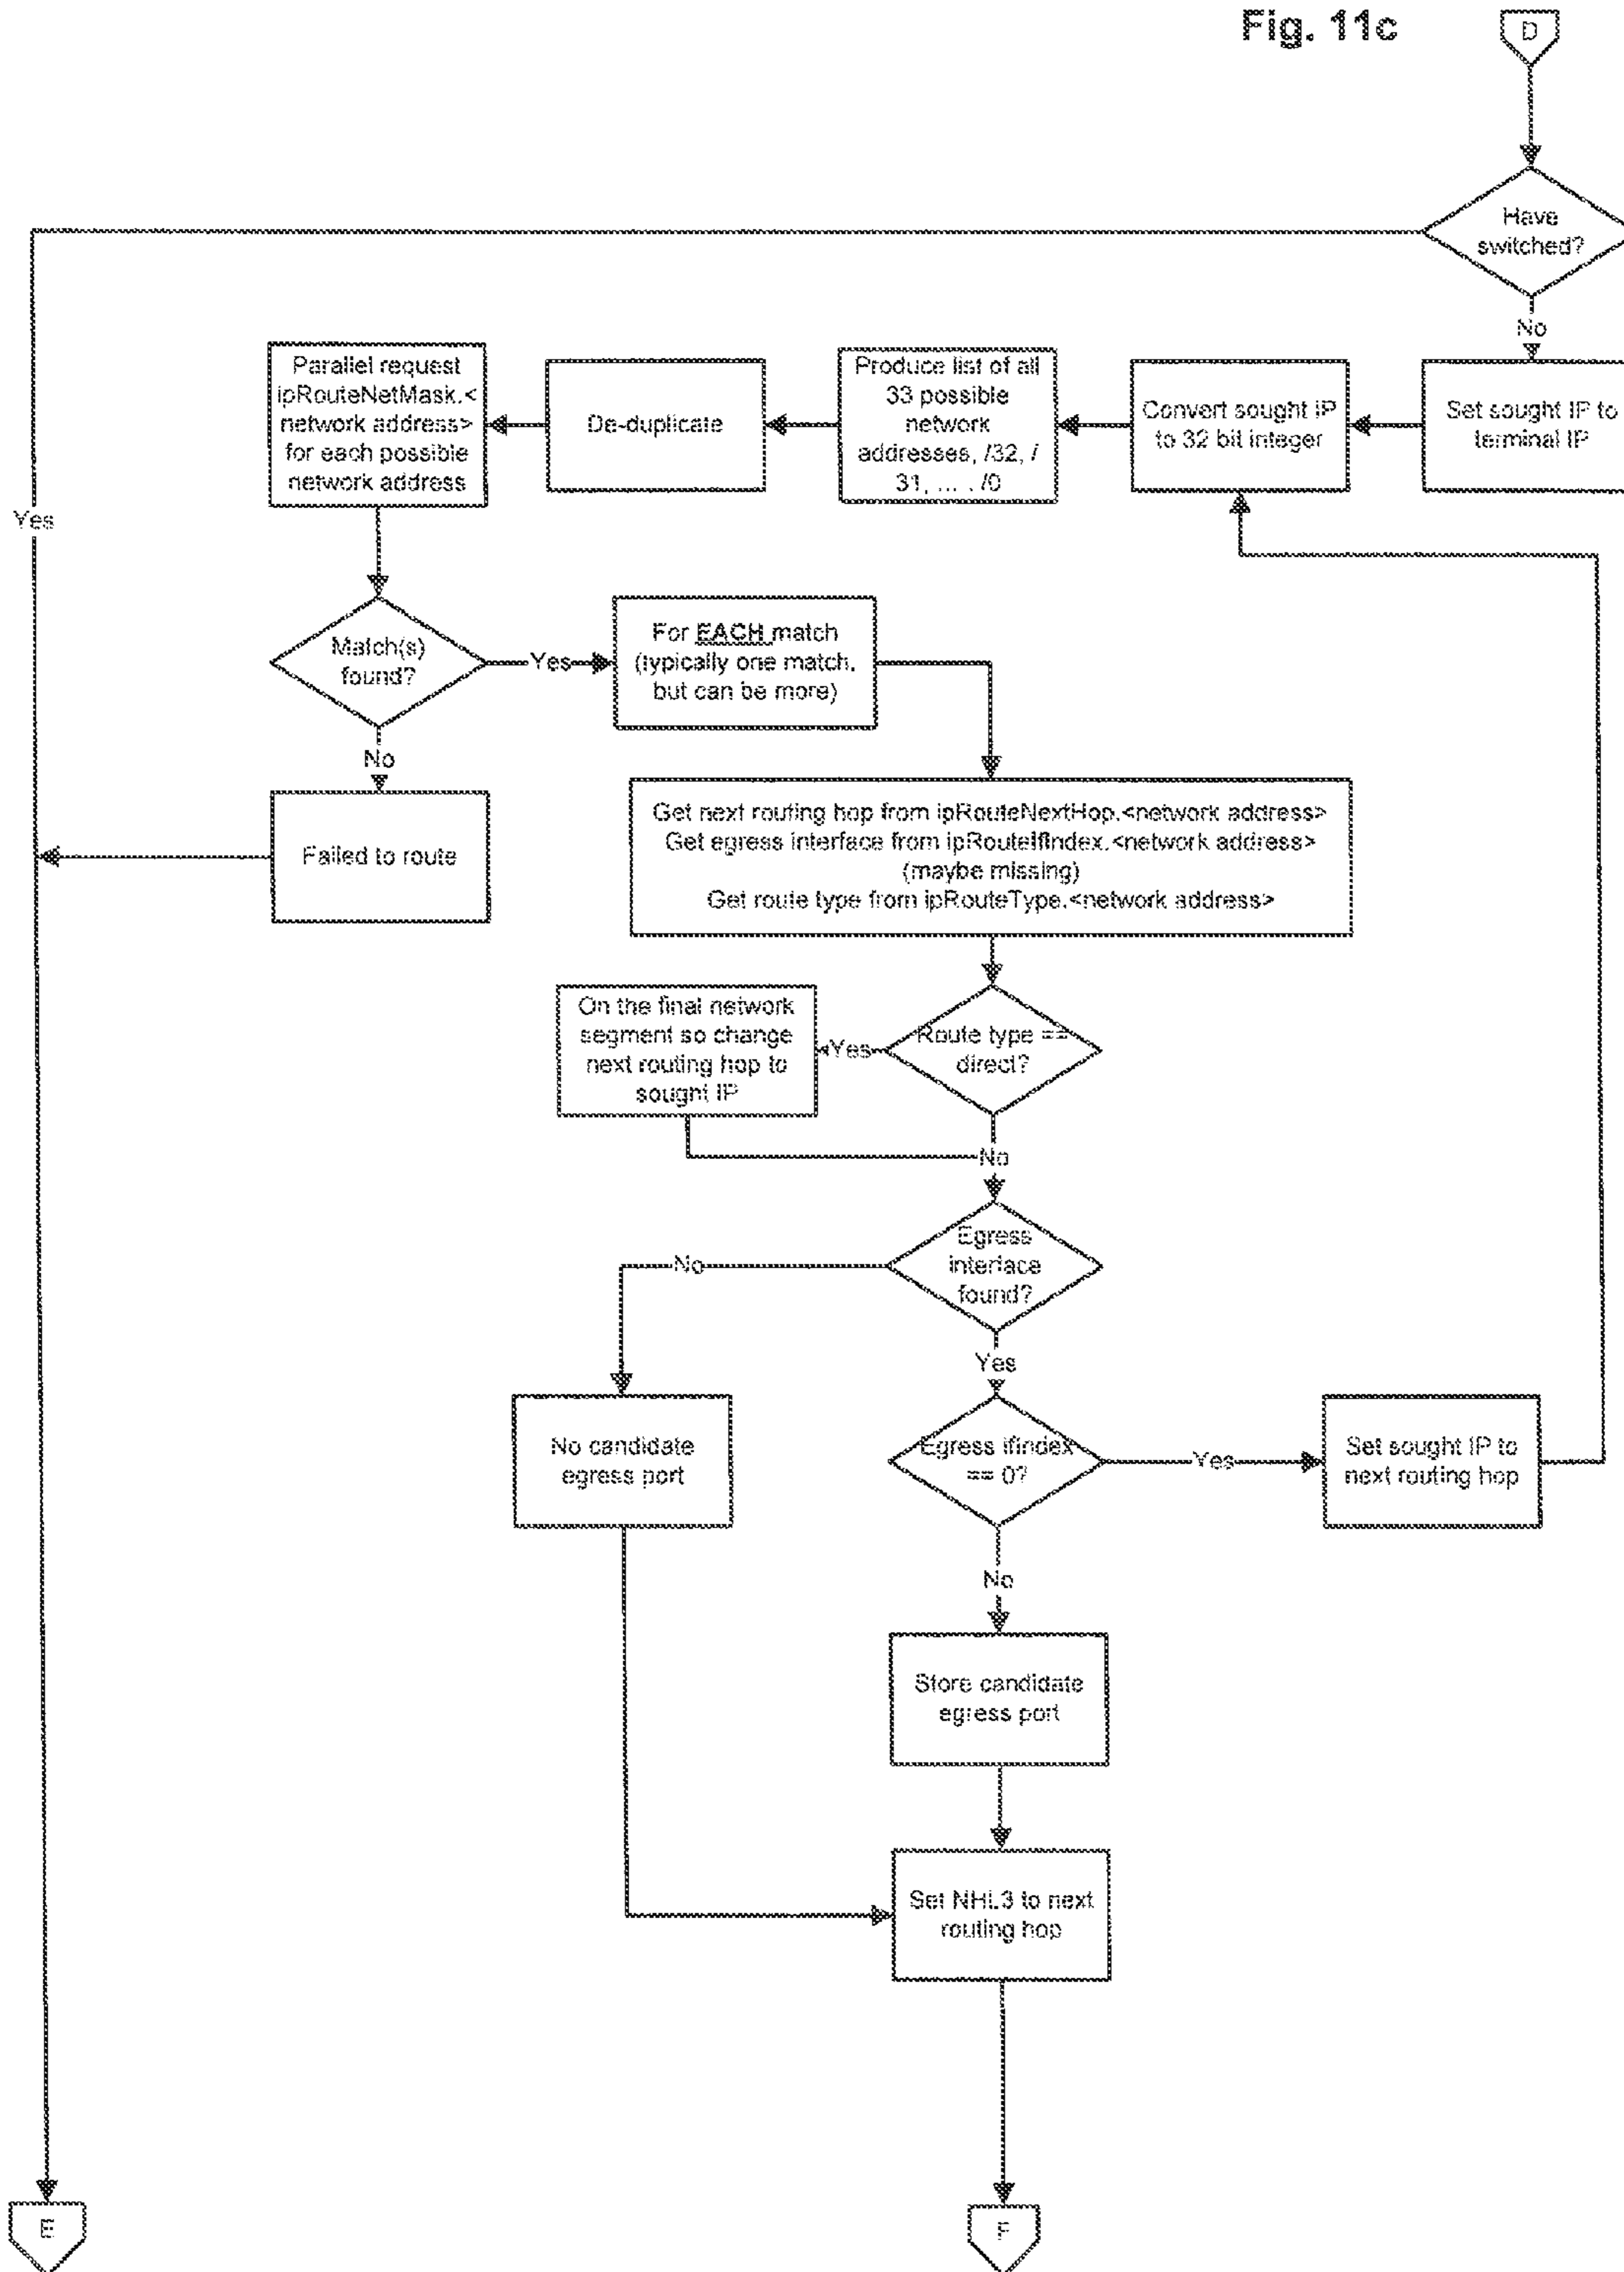 Fig. 11c
D
Have
switched?
Yes
No
Set sought IP to
terminal IP
Convert sought IP
to 32 bit integer
Produce list of all
33 possible
network
addresses, /32, /
31, ... . /0
De-duplicate
Parallel request
ipRouteNetMask.<
network address>
for each possible
network address
Match(s)
found?
Yes
For EACH match
(typically one match,
but can be more)
No
Failed to route
Get next routing hop from ipRouteNextHop.<network address>
Get egress interface from ipRouteIfIndex.<network address>
(maybe missing)
Get route type from ipRouteType.<network address>
Route type ==
direct?
Yes
On the final network
segment so change
next routing hop to
sought IP
No
Egress
interface
found?
No
Yes
No candidate
egress port
Egress ifIndex
== 0?
Yes
Set sought IP to
next routing hop
No
Store candidate
egress port
Set NHL3 to next
routing hop
E
F